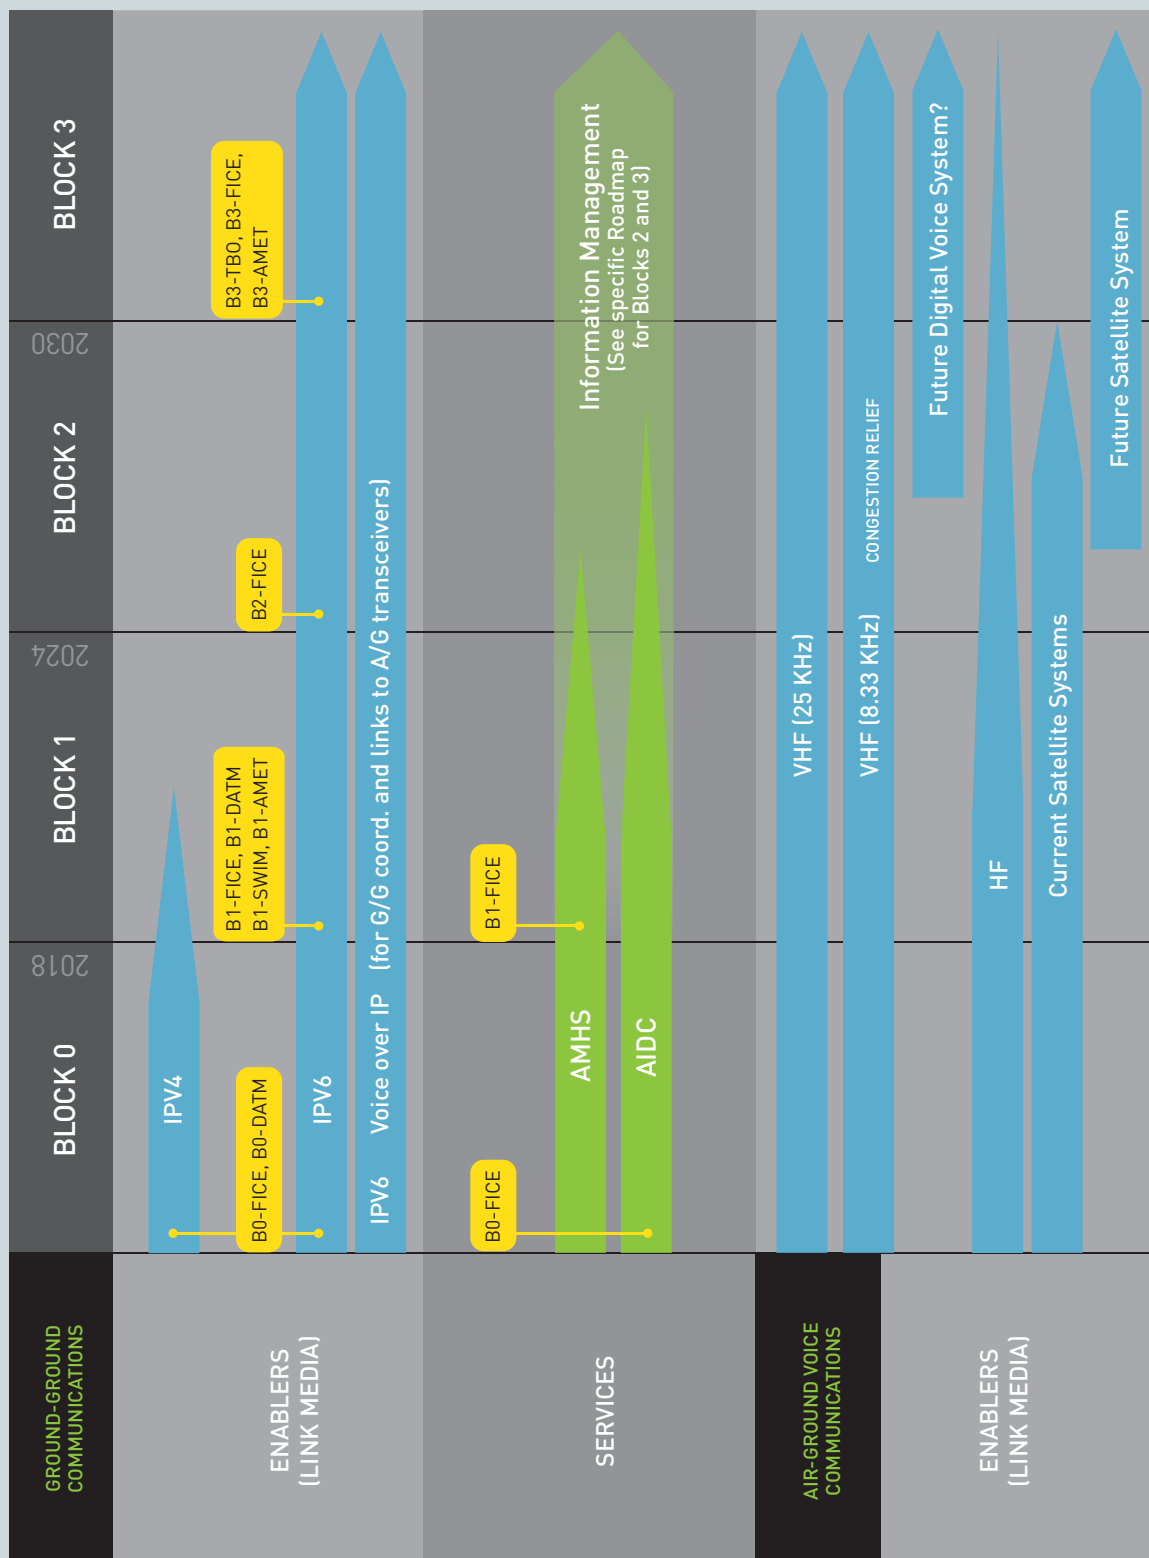 GROUND-GROUND
COMMUNICATIONS
BLOCK 0
2018
BLOCK 1
2024
BLOCK 2
2030
BLOCK 3
ENABLERS
(LINK MEDIA)
IPV4
B0-FICE, B0-DATM
B1-FICE, B1-DATM
B1-SWIM, B1-AMET
B2-FICE
B3-TBO, B3-FICE,
B3-AMET
IPV6
IPV6 Voice over IP (for G/G coord. and links to A/G transceivers)
SERVICES
B0-FICE
B1-FICE
AMHS
AIDC
Information Management
(See specific Roadmap
for Blocks 2 and 3)
AIR-GROUND VOICE
COMMUNICATIONS
ENABLERS
(LINK MEDIA)
VHF (25 KHz)
VHF (8.33 KHz) CONGESTION RELIEF
Future Digital Voice System?
HF
Current Satellite Systems
Future Satellite System